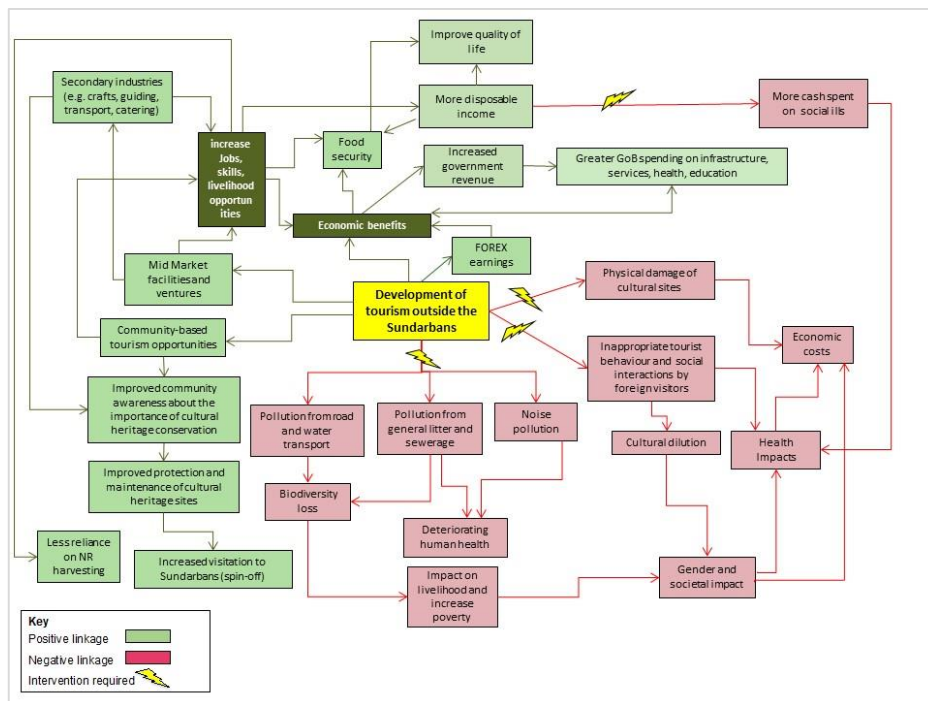 Improve quality of
life
Secondary industries
(e.g. crafts, guiding,
transport, catering)
More disposable
income
More cash spent
on social ills
increase
Jobs,
skills,
livelihood
opportun
ities
Food
security
Increased
government
revenue
Greater GoB spending on infrastructure,
services, health, education
Economic benefits
FOREX
earnings
Mid Market
facilities and
ventures
Physical damage of
cultural sites
Development of
tourism outside the
Sundarbans
Community-based
tourism opportunities
Inappropriate tourist
behaviour and social
interactions by
foreign visitors
Economic
costs
Improved community
awareness about the
importance of cultural
heritage conservation
Pollution from road
and water
transport
Pollution from
general litter and
sewerage
Noise
pollution
Cultural dilution
Health
Impacts
Improved protection and
maintenance of cultural
heritage sites
Biodiversity
loss
Deteriorating
human health
Less reliance
on NR
harvesting
Increased visitation to
Sundarbans (spin-off)
Impact on
livelihood and
increase
poverty
Gender and
societal impact
Key
Positive linkage
Negative linkage
Intervention required